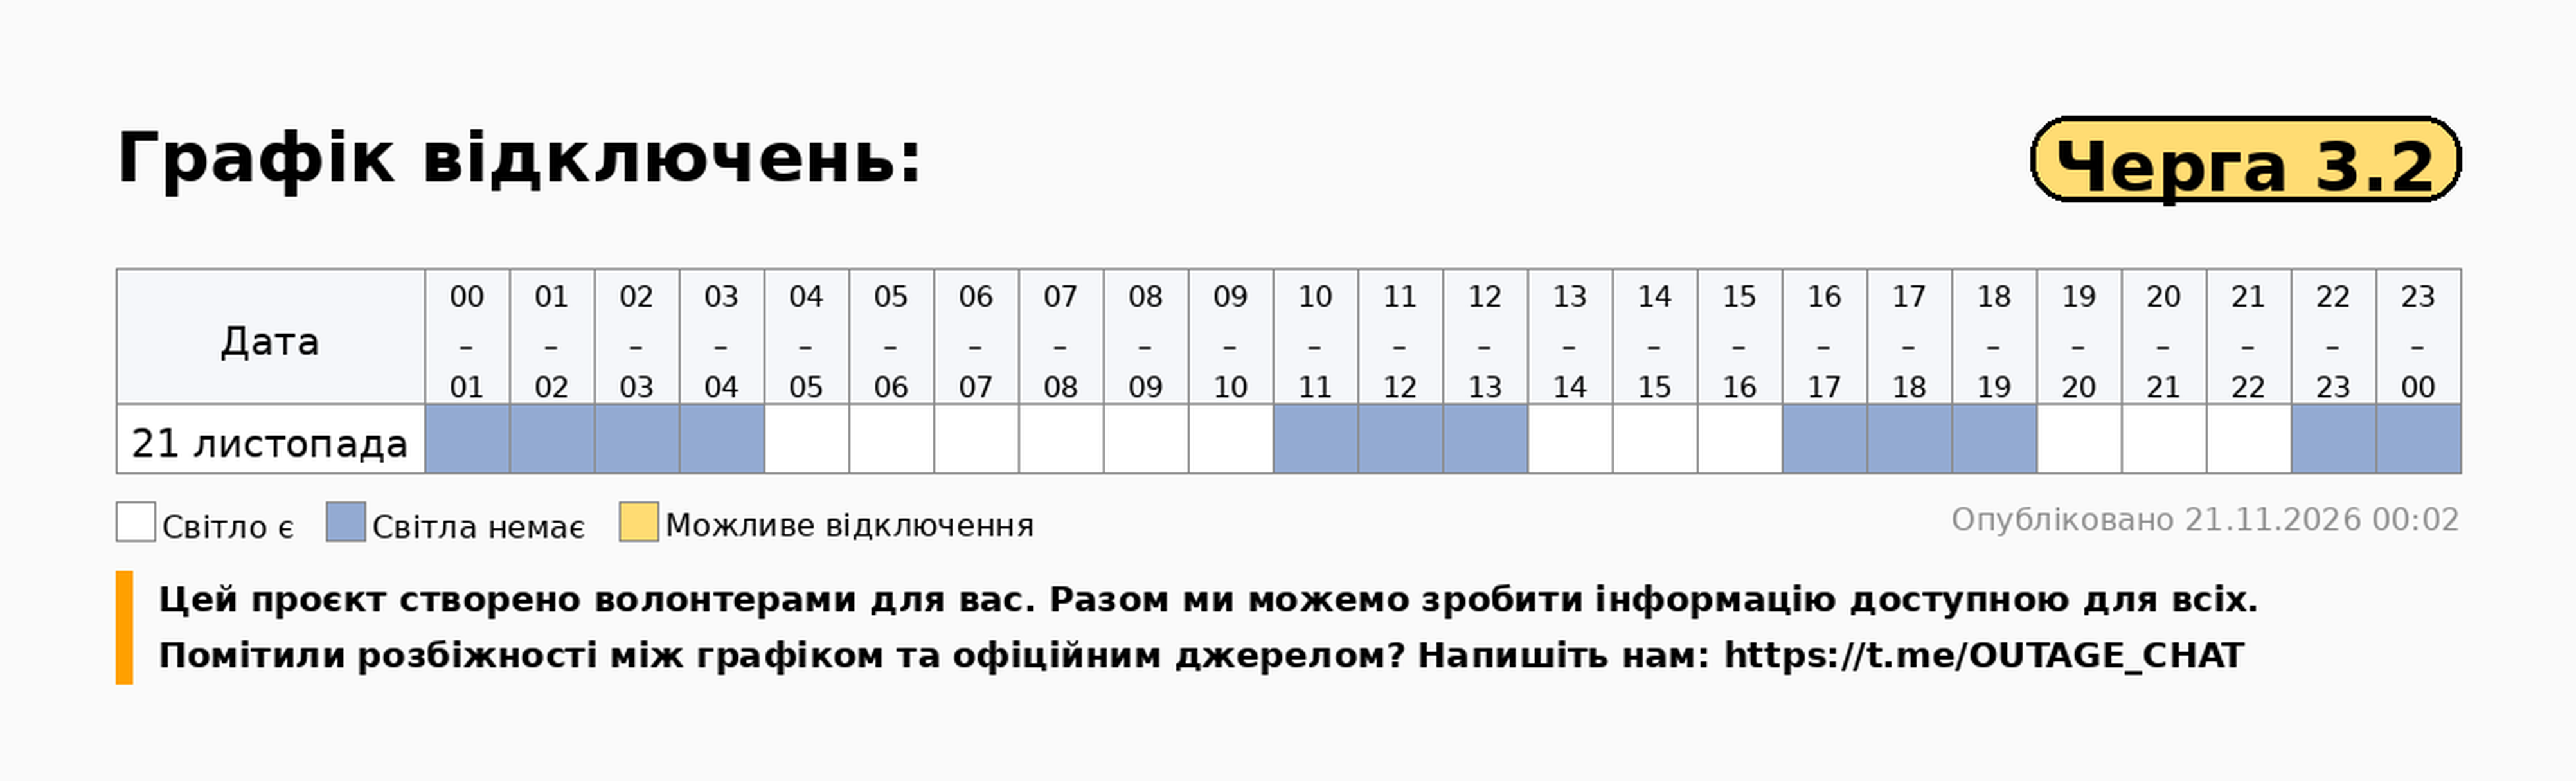 Графік відключень:
Черга 3.2
Дата 00 – 01 01 – 02 02 – 03 03 – 04 04 – 05 05 – 06 06 – 07 07 – 08 08 – 09 09 – 10 10 – 11 11 – 12 12 – 13 13 – 14 14 – 15 15 – 16 16 – 17 17 – 18 18 – 19 19 – 20 20 – 21 21 – 22 22 – 23 23 – 00
21 листопада
Світло є Світла немає Можливе відключення
Опубліковано 21.11.2026 00:02
Цей проєкт створено волонтерами для вас. Разом ми можемо зробити інформацію доступною для всіх.
Помітили розбіжності між графіком та офіційним джерелом? Напишіть нам: https://t.me/OUTAGE_CHAT